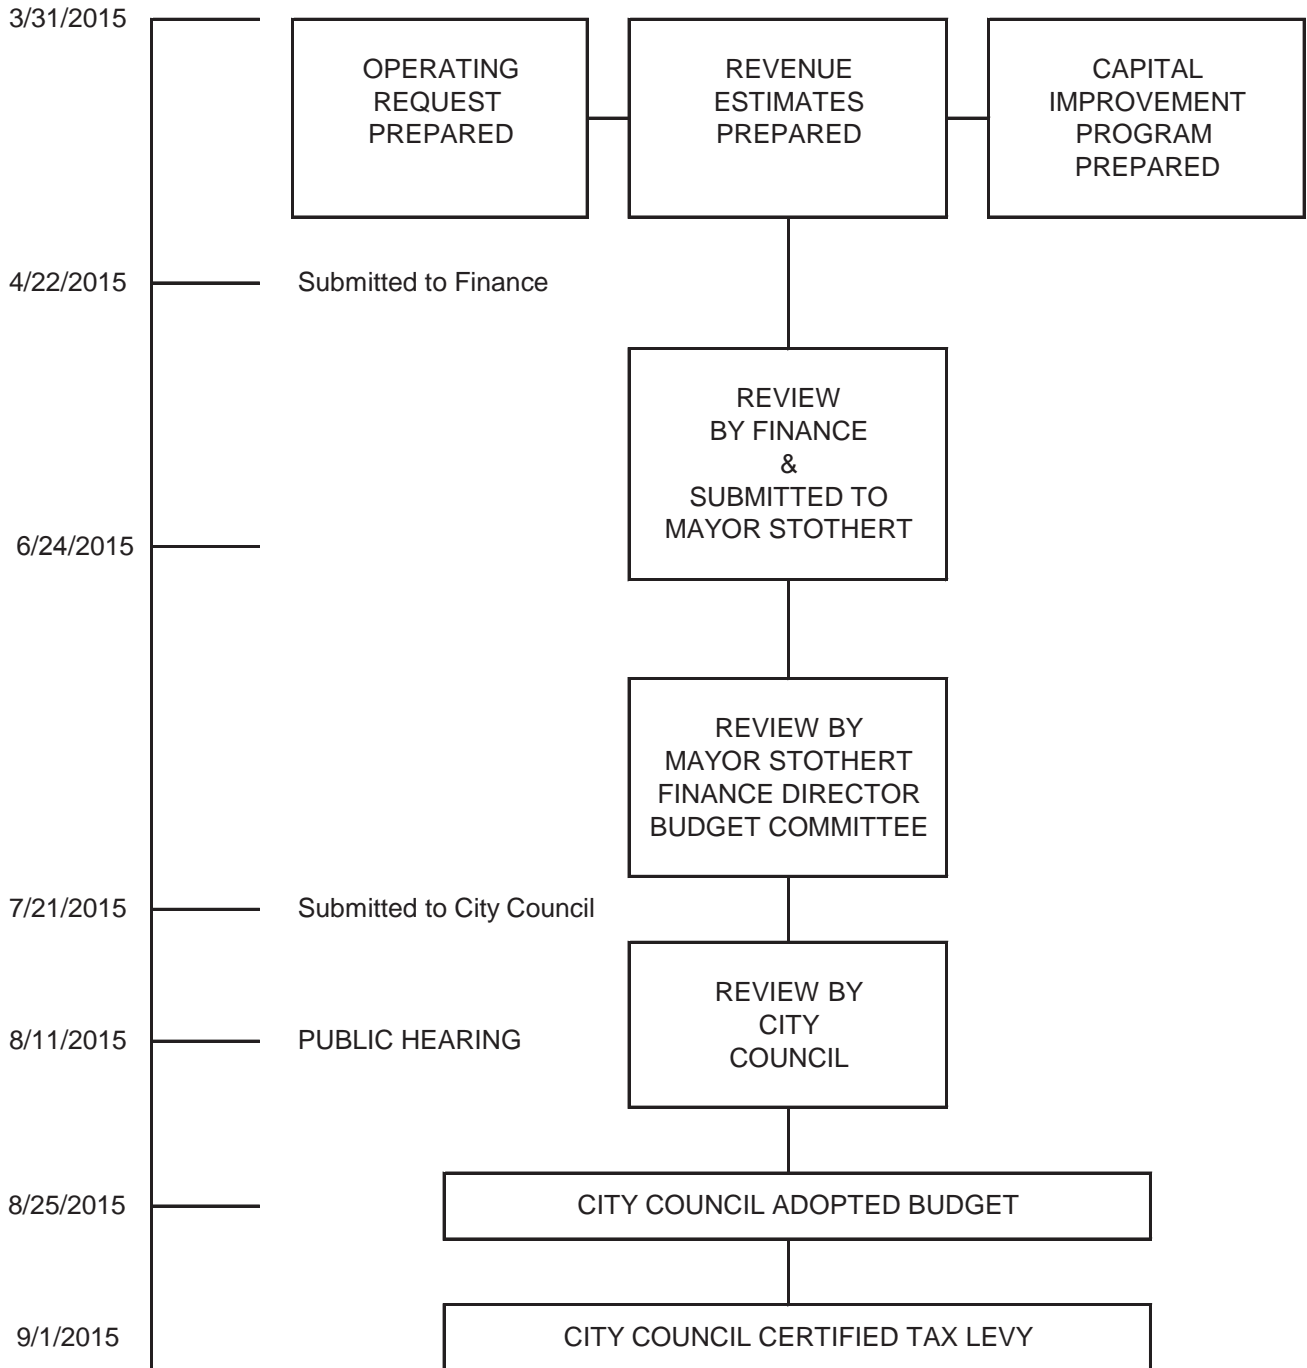 3/31/2015
OPERATING
REQUEST
PREPARED
REVENUE
ESTIMATES
PREPARED
CAPITAL
IMPROVEMENT
PROGRAM
PREPARED
4/22/2015
Submitted to Finance
REVIEW
BY FINANCE
&
SUBMITTED TO
MAYOR STOTHERT
6/24/2015
REVIEW BY
MAYOR STOTHERT
FINANCE DIRECTOR
BUDGET COMMITTEE
7/21/2015
Submitted to City Council
REVIEW BY
CITY
COUNCIL
8/11/2015
PUBLIC HEARING
8/25/2015
CITY COUNCIL ADOPTED BUDGET
9/1/2015
CITY COUNCIL CERTIFIED TAX LEVY